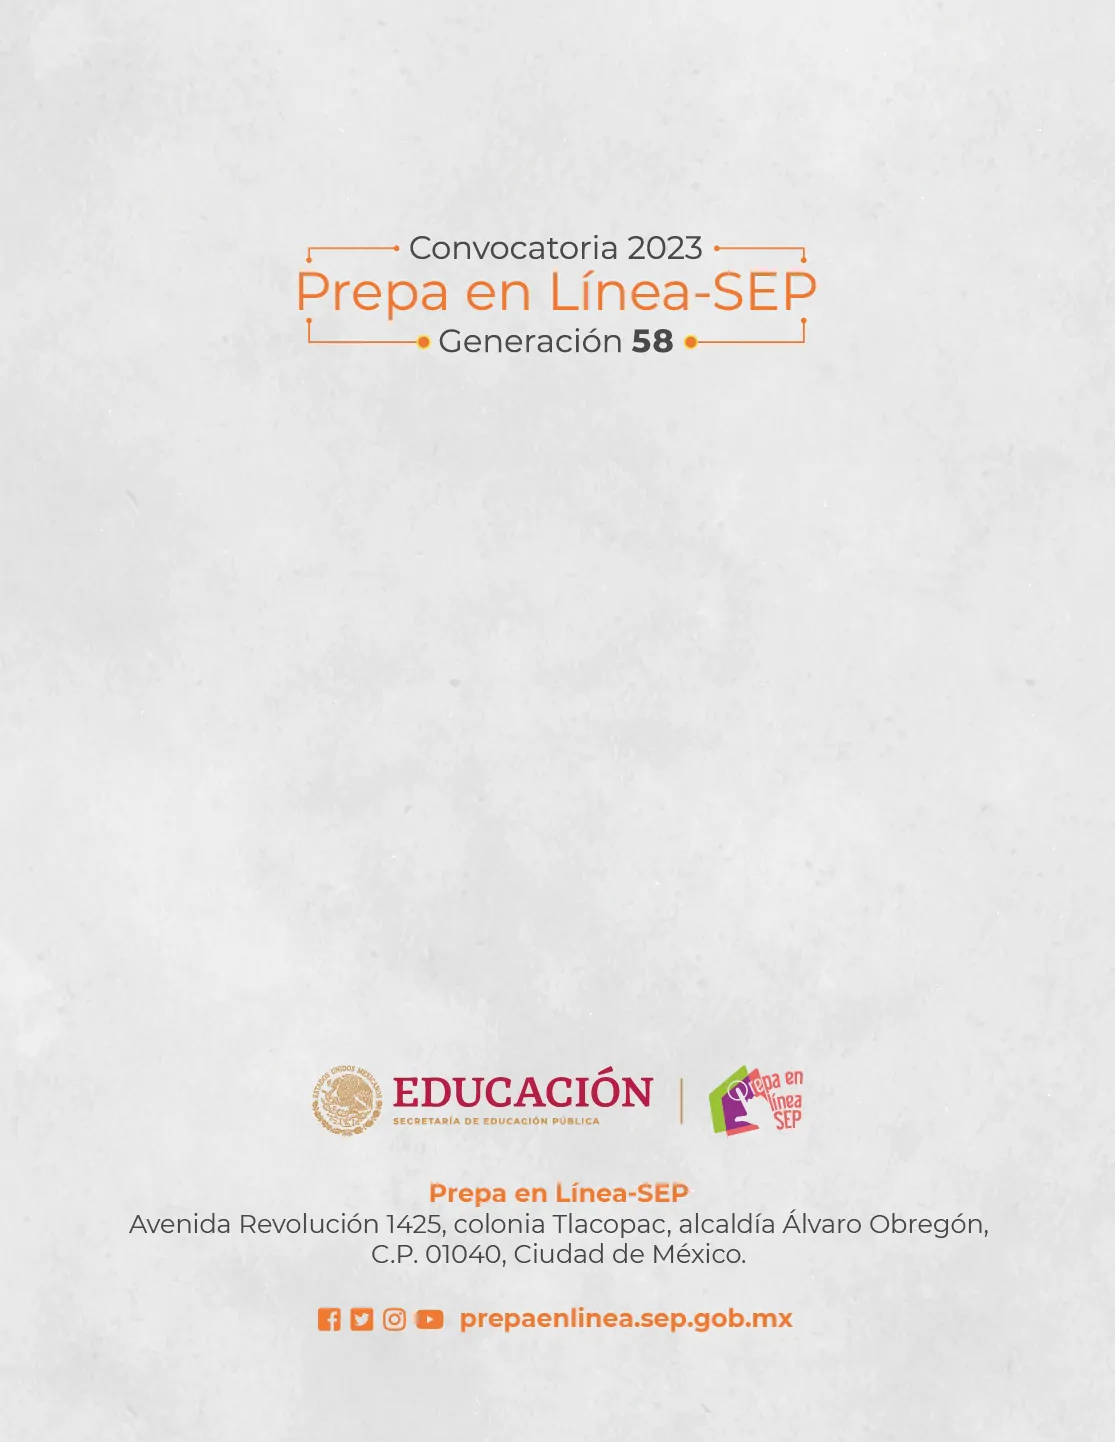 Convocatoria 2023
Prepa en Línea-SEP
Generación 58
ESTADOS UNIDOS MEXICANOS
EDUCACIÓN
SECRETARÍA DE EDUCACIÓN PÚBLICA
Prepa en
línea
SEP
Prepa en Línea-SEP
Avenida Revolución 1425, colonia Tlacopac, alcaldía Álvaro Obregón,
C.P. 01040, Ciudad de México.
prepaenlinea.sep.gob.mx